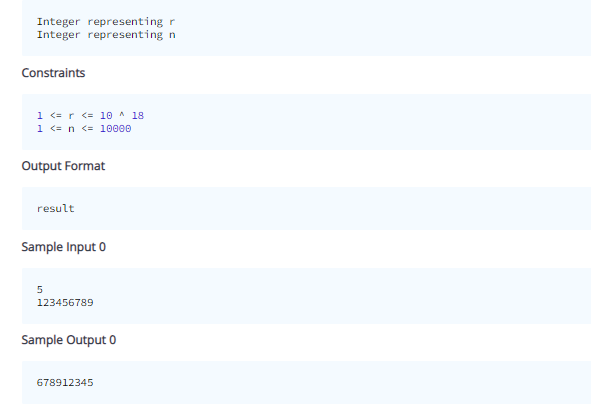 Integer representing r
Integer representing n
Constraints
1 <= r <= 10 ^ 18
1 <= n <= 10000
Output Format
result
Sample Input 0
5
123456789
Sample Output 0
678912345